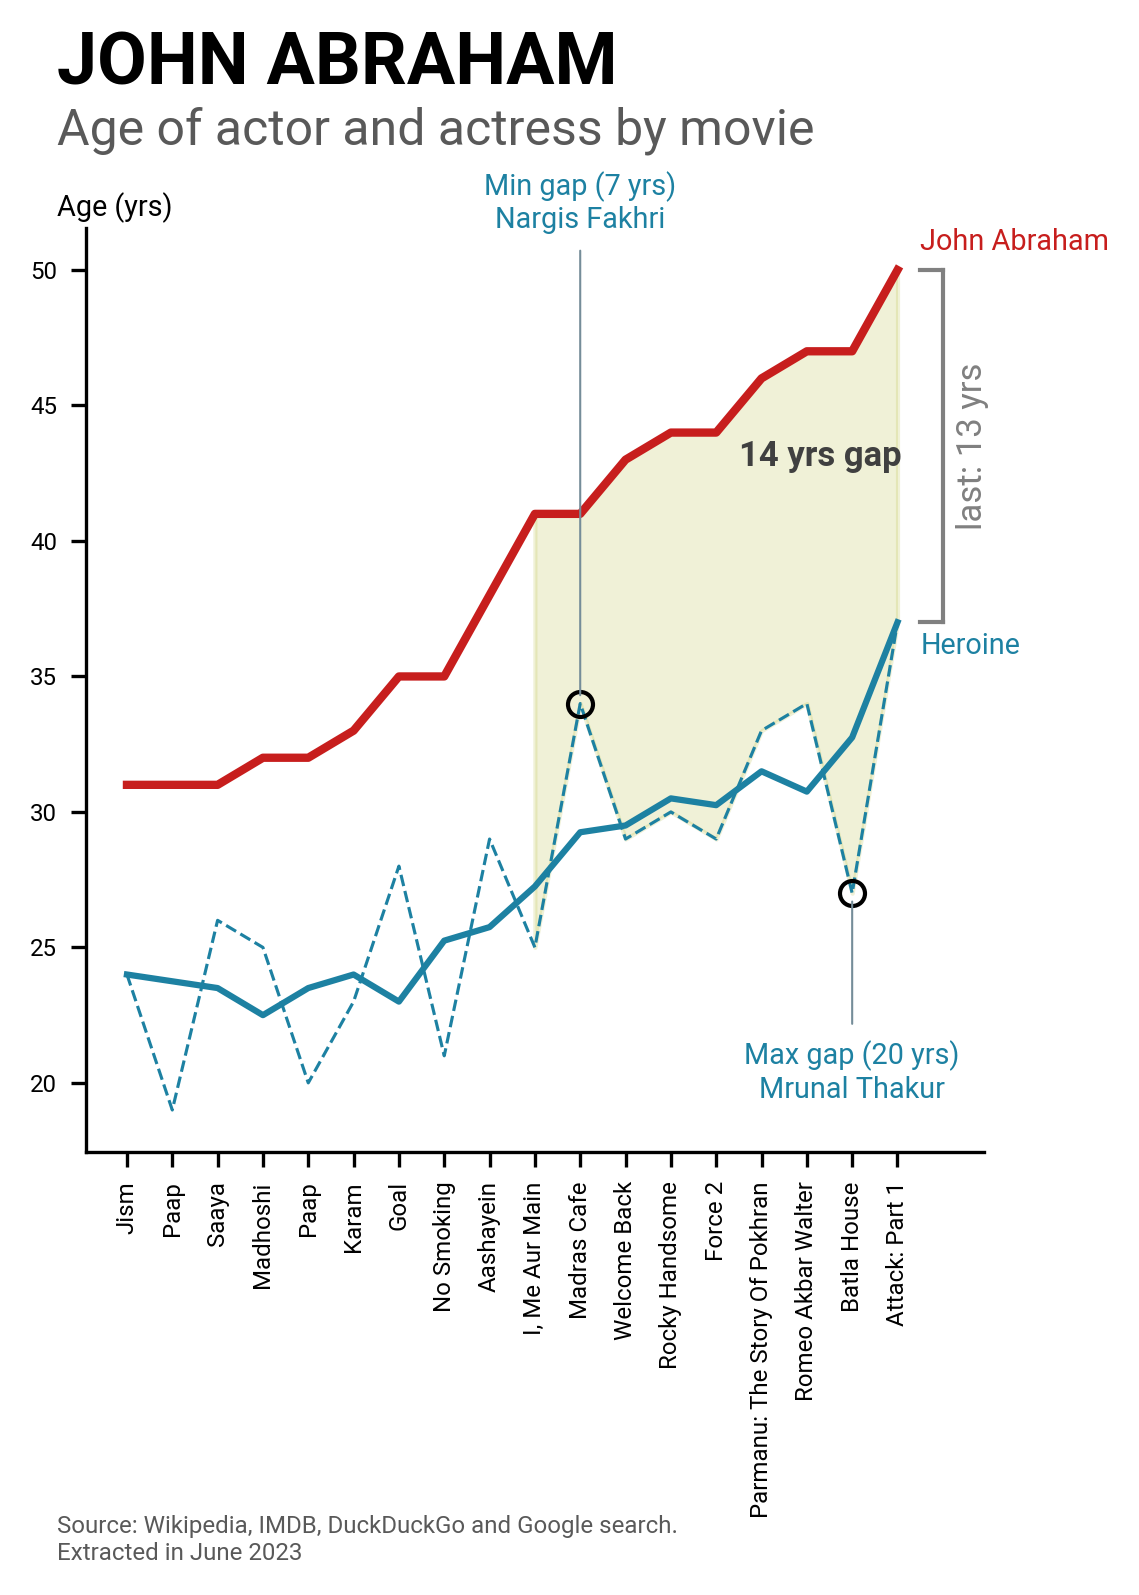 JOHN ABRAHAM
Age of actor and actress by movie
Min gap (7 yrs)
Nargis Fakhri
Age (yrs)
John Abraham
50
45
40
35
30
25
20
14 yrs gap
last: 13 yrs
Heroine
Max gap (20 yrs)
Mrunal Thakur
Jism
Paap
Saaya
Madhoshi
Paap
Karam
Goal
No Smoking
Aashayein
I, Me Aur Main
Madras Cafe
Welcome Back
Rocky Handsome
Force 2
Parmanu: The Story Of Pokhran
Romeo Akbar Walter
Batla House
Attack: Part 1
Source: Wikipedia, IMDB, DuckDuckGo and Google search.
Extracted in June 2023